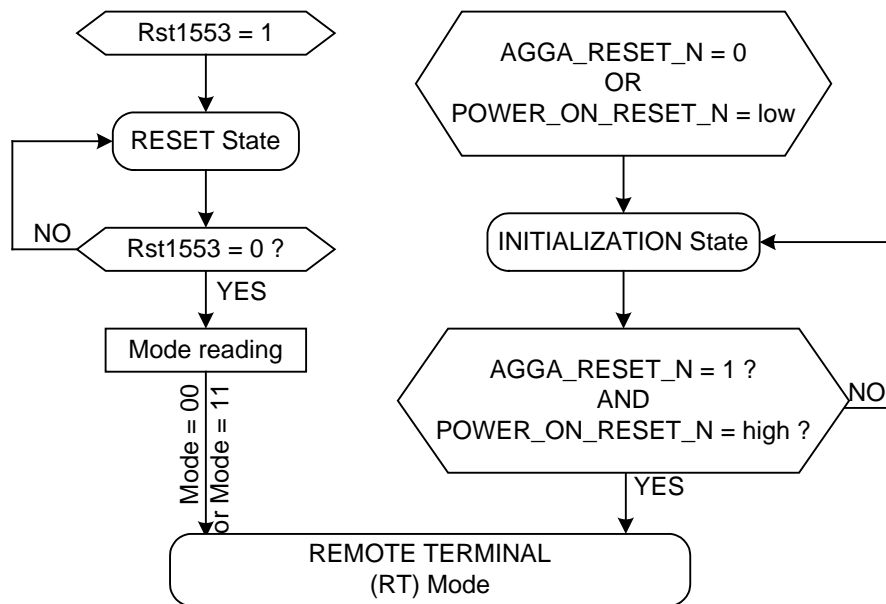 Rst1553 = 1
RESET State
NO
Rst1553 = 0 ?
YES
Mode reading
Mode = 00
or Mode = 11
AGGA_RESET_N = 0
OR
POWER_ON_RESET_N = low
INITIALIZATION State
AGGA_RESET_N = 1 ?
AND
POWER_ON_RESET_N = high ?
NO
YES
REMOTE TERMINAL
(RT) Mode